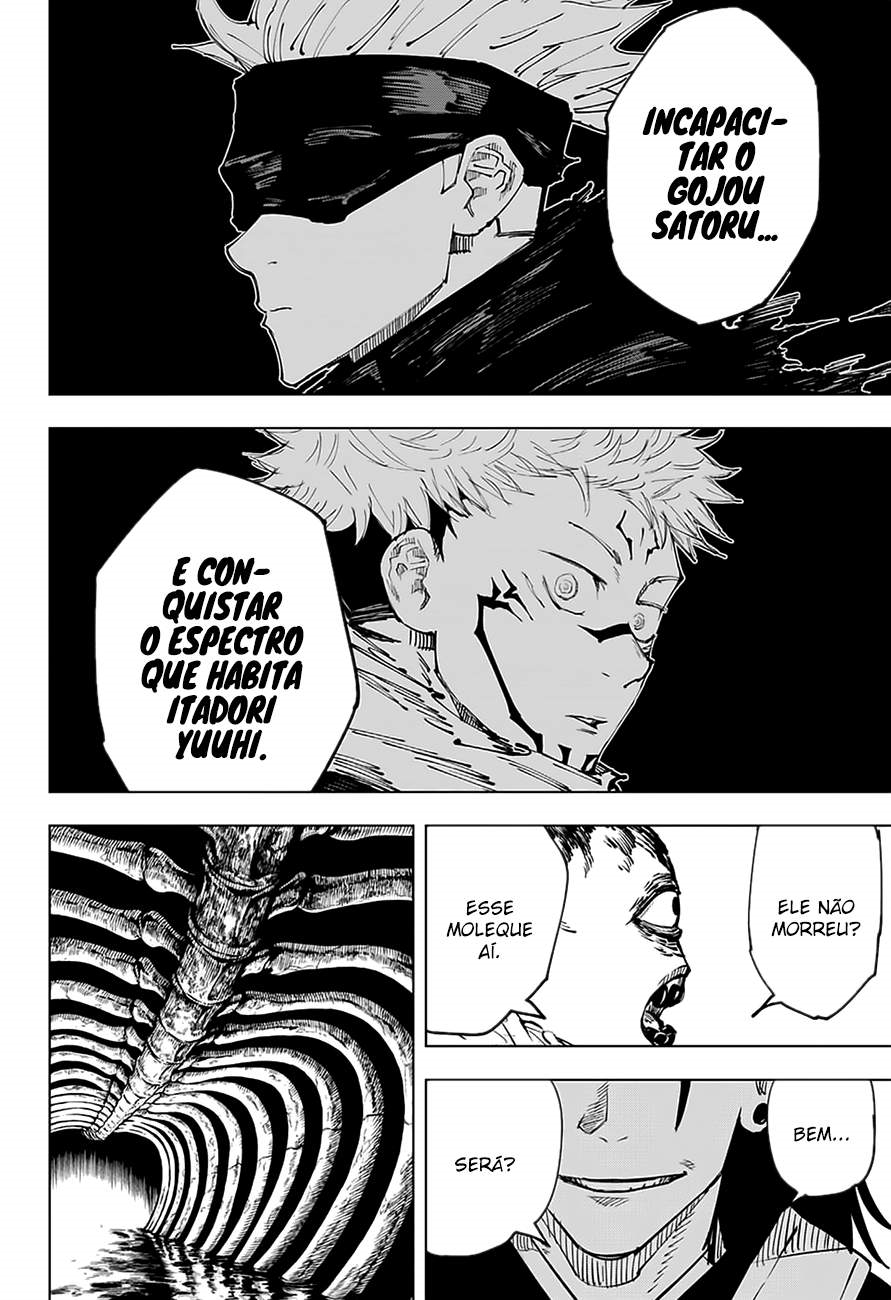 INCAPACI-
TAR O
GOJOU
SATORU...
E CON-
QUISTAR
O ESPECTRO
QUE HABITA
ITADORI
YUUHI.
ELE NÃO
MORREU?
ESSE
MOLEQUE
AÍ.
BEM...
SERÁ?